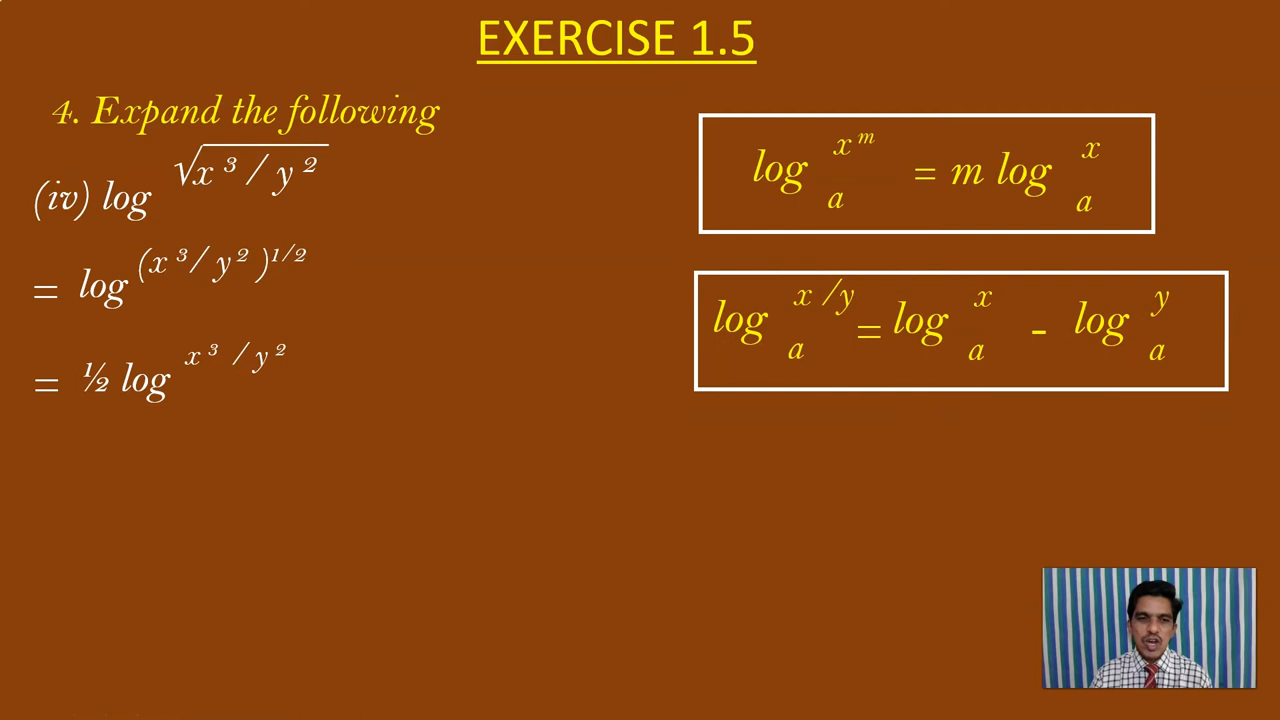 EXERCISE 1.5
4. Expand the following
(iv) log √x³ / y²
= log (x³/ y² )¹/²
= ½ log x³ / y²
log a x^m = m log a x
log a x /y = log a x - log a y